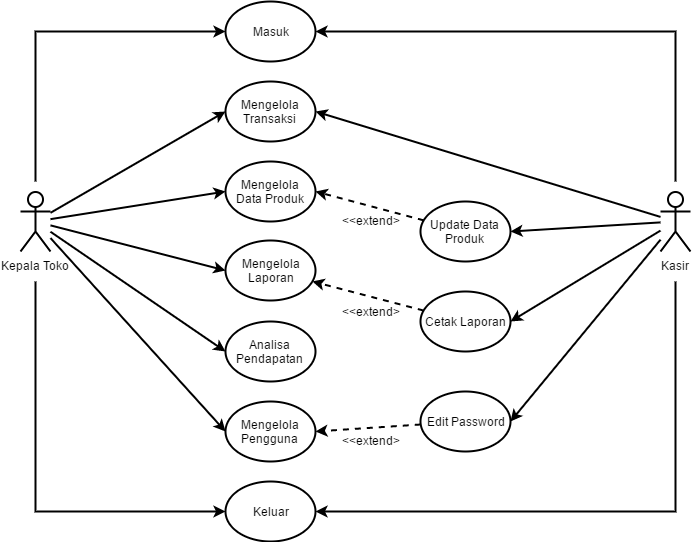 Masuk
Mengelola
Transaksi
Mengelola
Data Produk
<<extend>>
Update Data
Produk
Kepala Toko
Kasir
Mengelola
Laporan
<<extend>>
Cetak Laporan
Analisa
Pendapatan
Mengelola
Pengguna
<<extend>>
Edit Password
Keluar